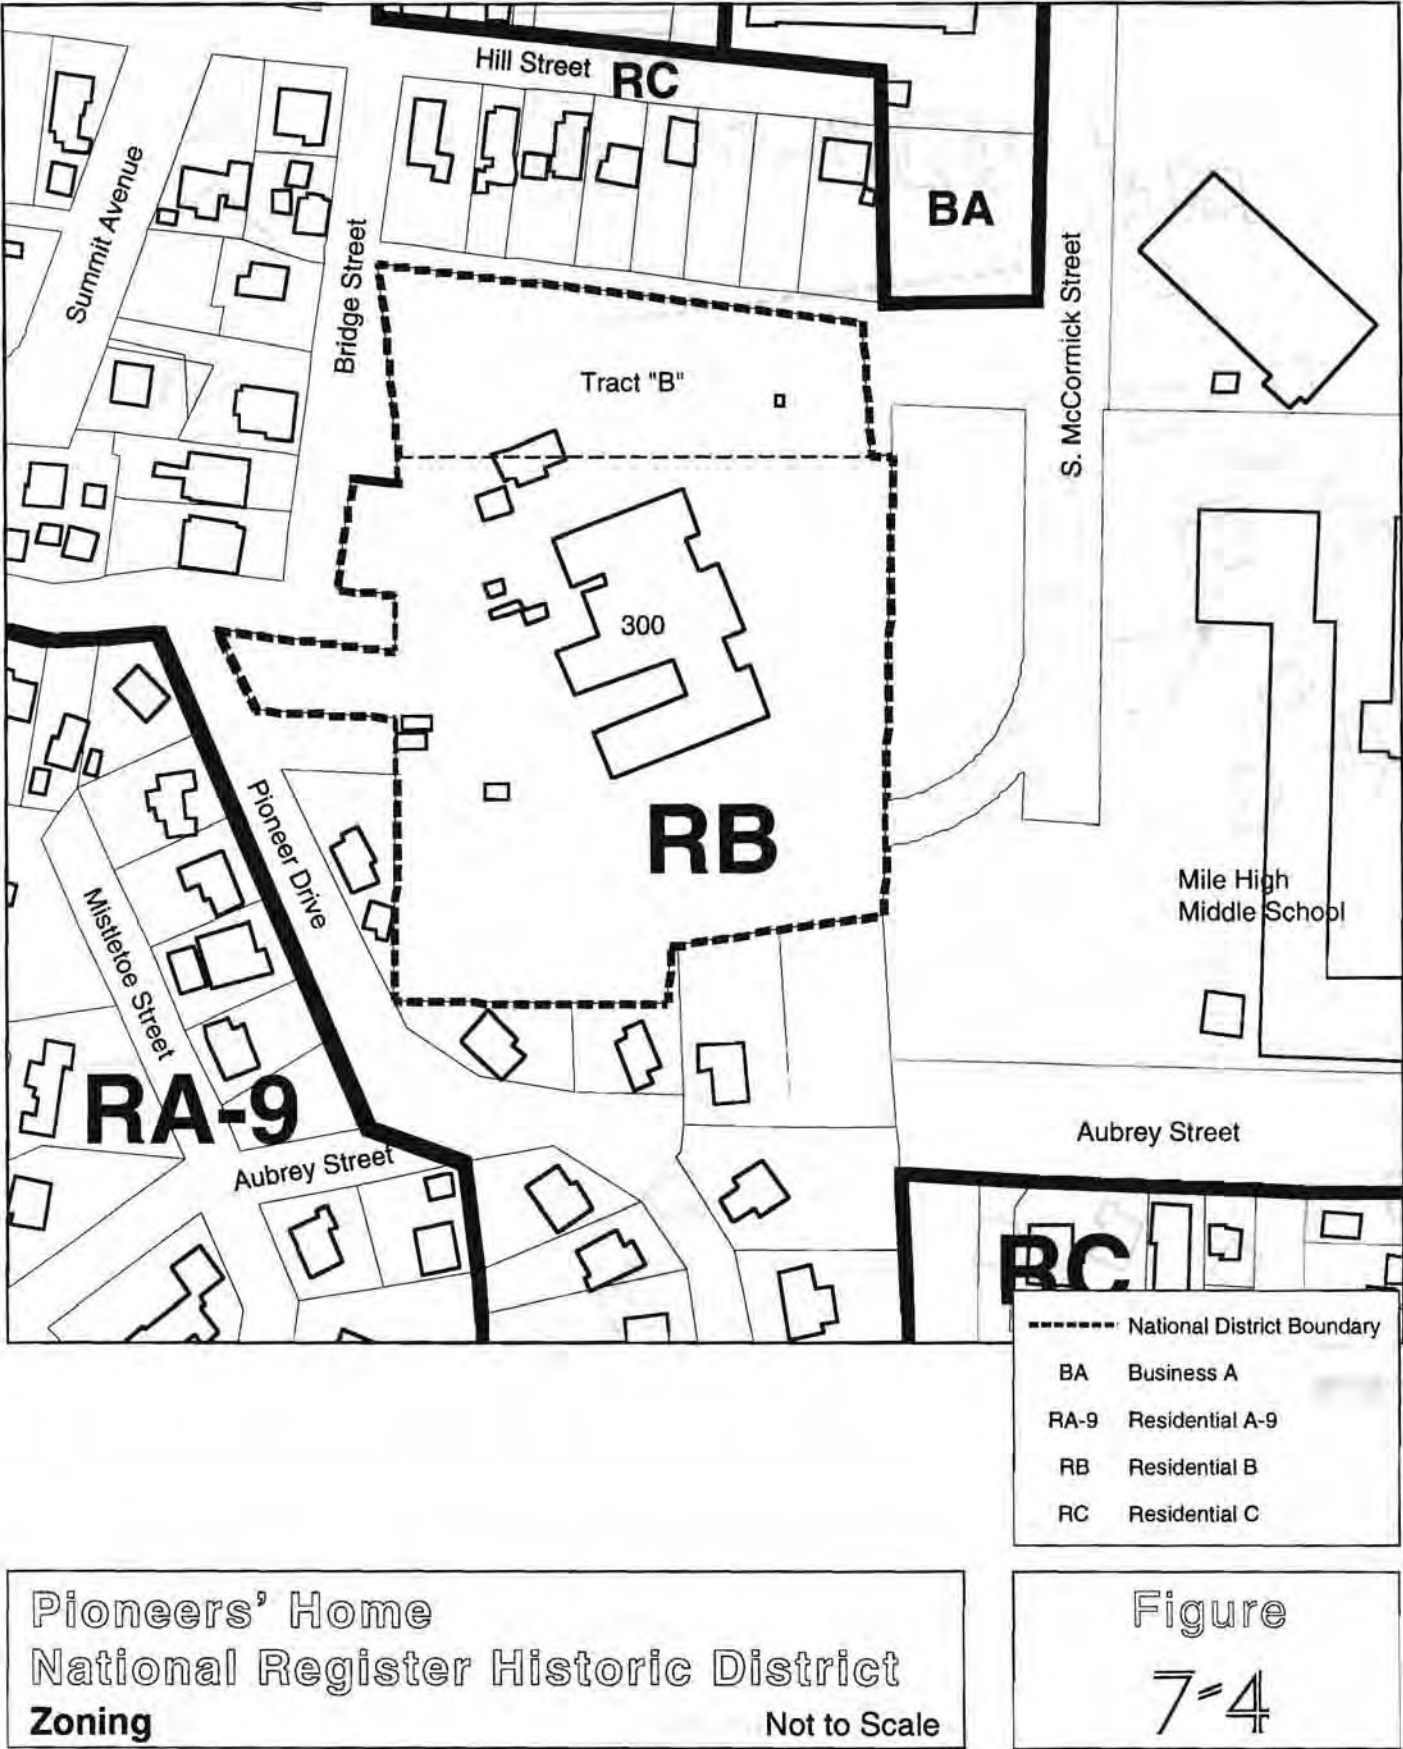 Hill Street
RC
Summit Avenue
Bridge Street
BA
S. McCormick Street
Tract "B"
300
RB
Pioneer Drive
Mistletoe Street
Mile High
Middle School
RA-9
Aubrey Street
Aubrey Street
RC
National District Boundary
BA Business A
RA-9 Residential A-9
RB Residential B
RC Residential C
Pioneers' Home
National Register Historic District
Zoning Not to Scale
Figure
7-4